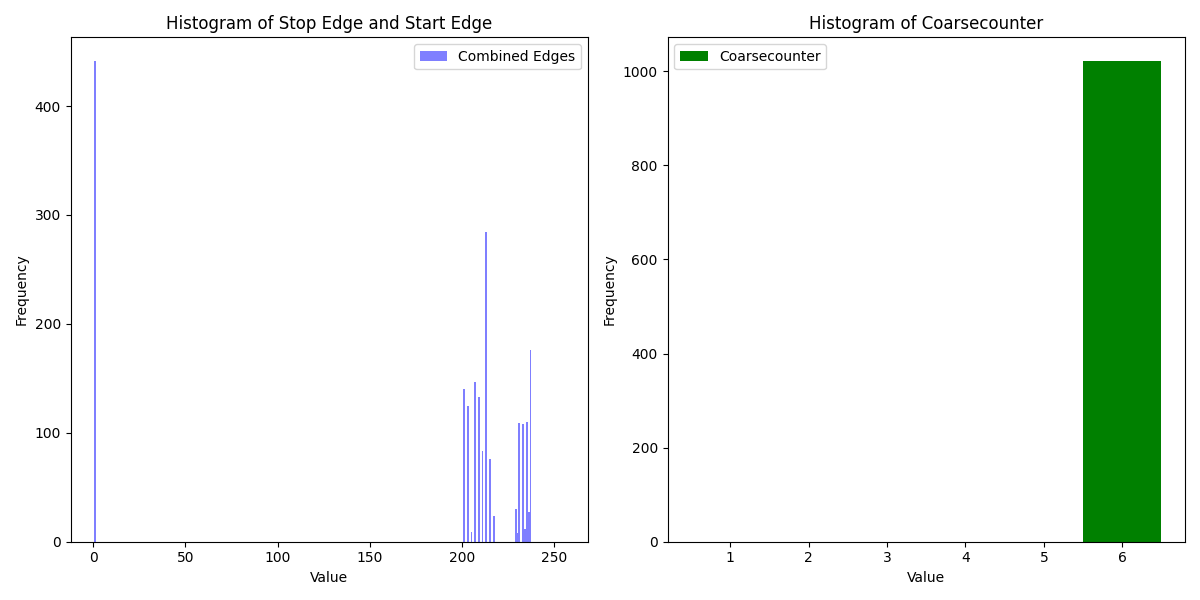 Histogram of Stop Edge and Start Edge
Combined Edges
Frequency
400
300
200
100
0
0 50 100 150 200 250
Value
Histogram of Coarsecounter
Coarsecounter
Frequency
1000
800
600
400
200
0
1 2 3 4 5 6
Value